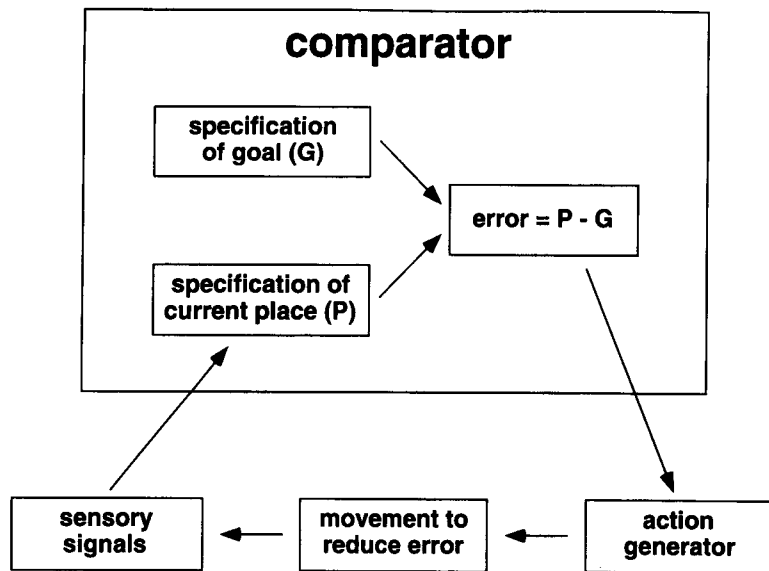 comparator
specification
of goal (G)
error = P - G
specification of
current place (P)
sensory
signals
movement to
reduce error
action
generator